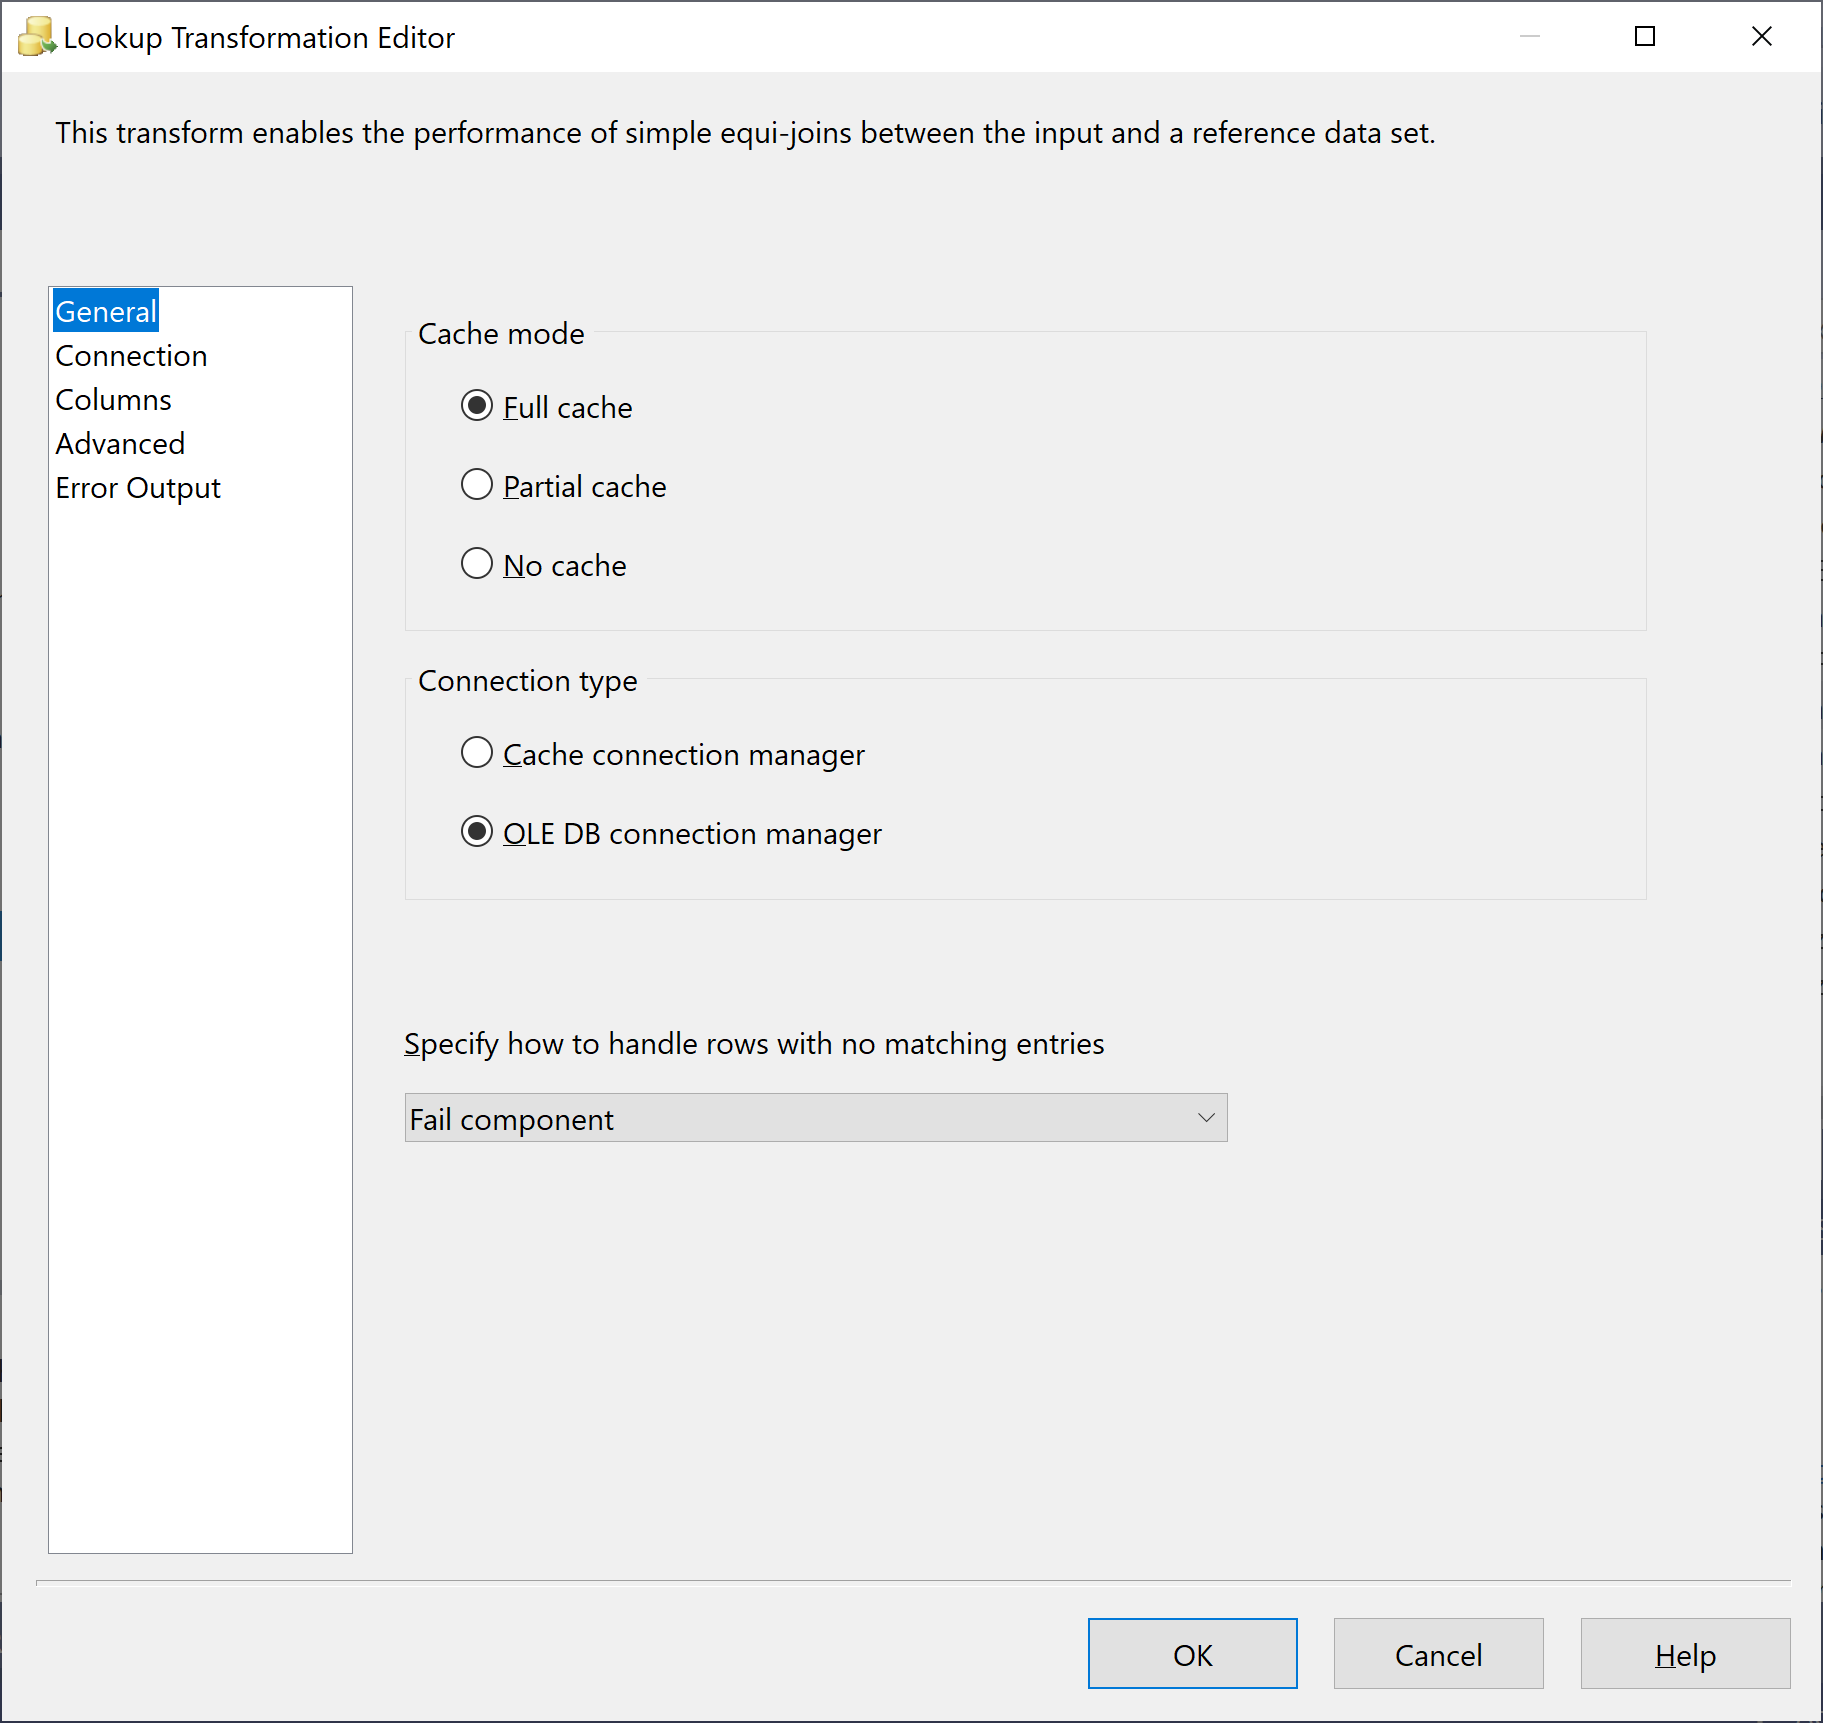 Lookup Transformation Editor
This transform enables the performance of simple equi-joins between the input and a reference data set.
General
Connection
Columns
Advanced
Error Output
Cache mode
Full cache
Partial cache
No cache
Connection type
Cache connection manager
OLE DB connection manager
Specify how to handle rows with no matching entries
Fail component
OK
Cancel
Help